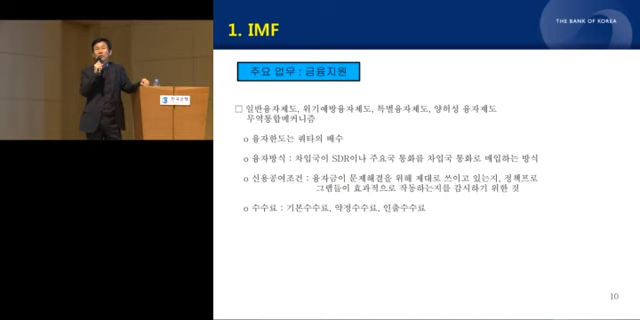 THE BANK OF KOREA
1. IMF
주요 업무 : 금융지원
□ 일반융자제도, 위기예방융자제도, 특별융자제도, 양허성 융자제도
무역통합메커니즘
o 융자한도는 쿼타의 배수
o 융자방식 : 차입국이 SDR이나 주요국 통화를 차입국 통화로 매입하는 방식
o 신용공여조건 : 융자금이 문제해결을 위해 제대로 쓰이고 있는지, 정책프로
그램들이 효과적으로 작동하는지를 감시하기 위한 것
o 수수료 : 기본수수료, 약정수수료, 인출수수료
한국은행
10